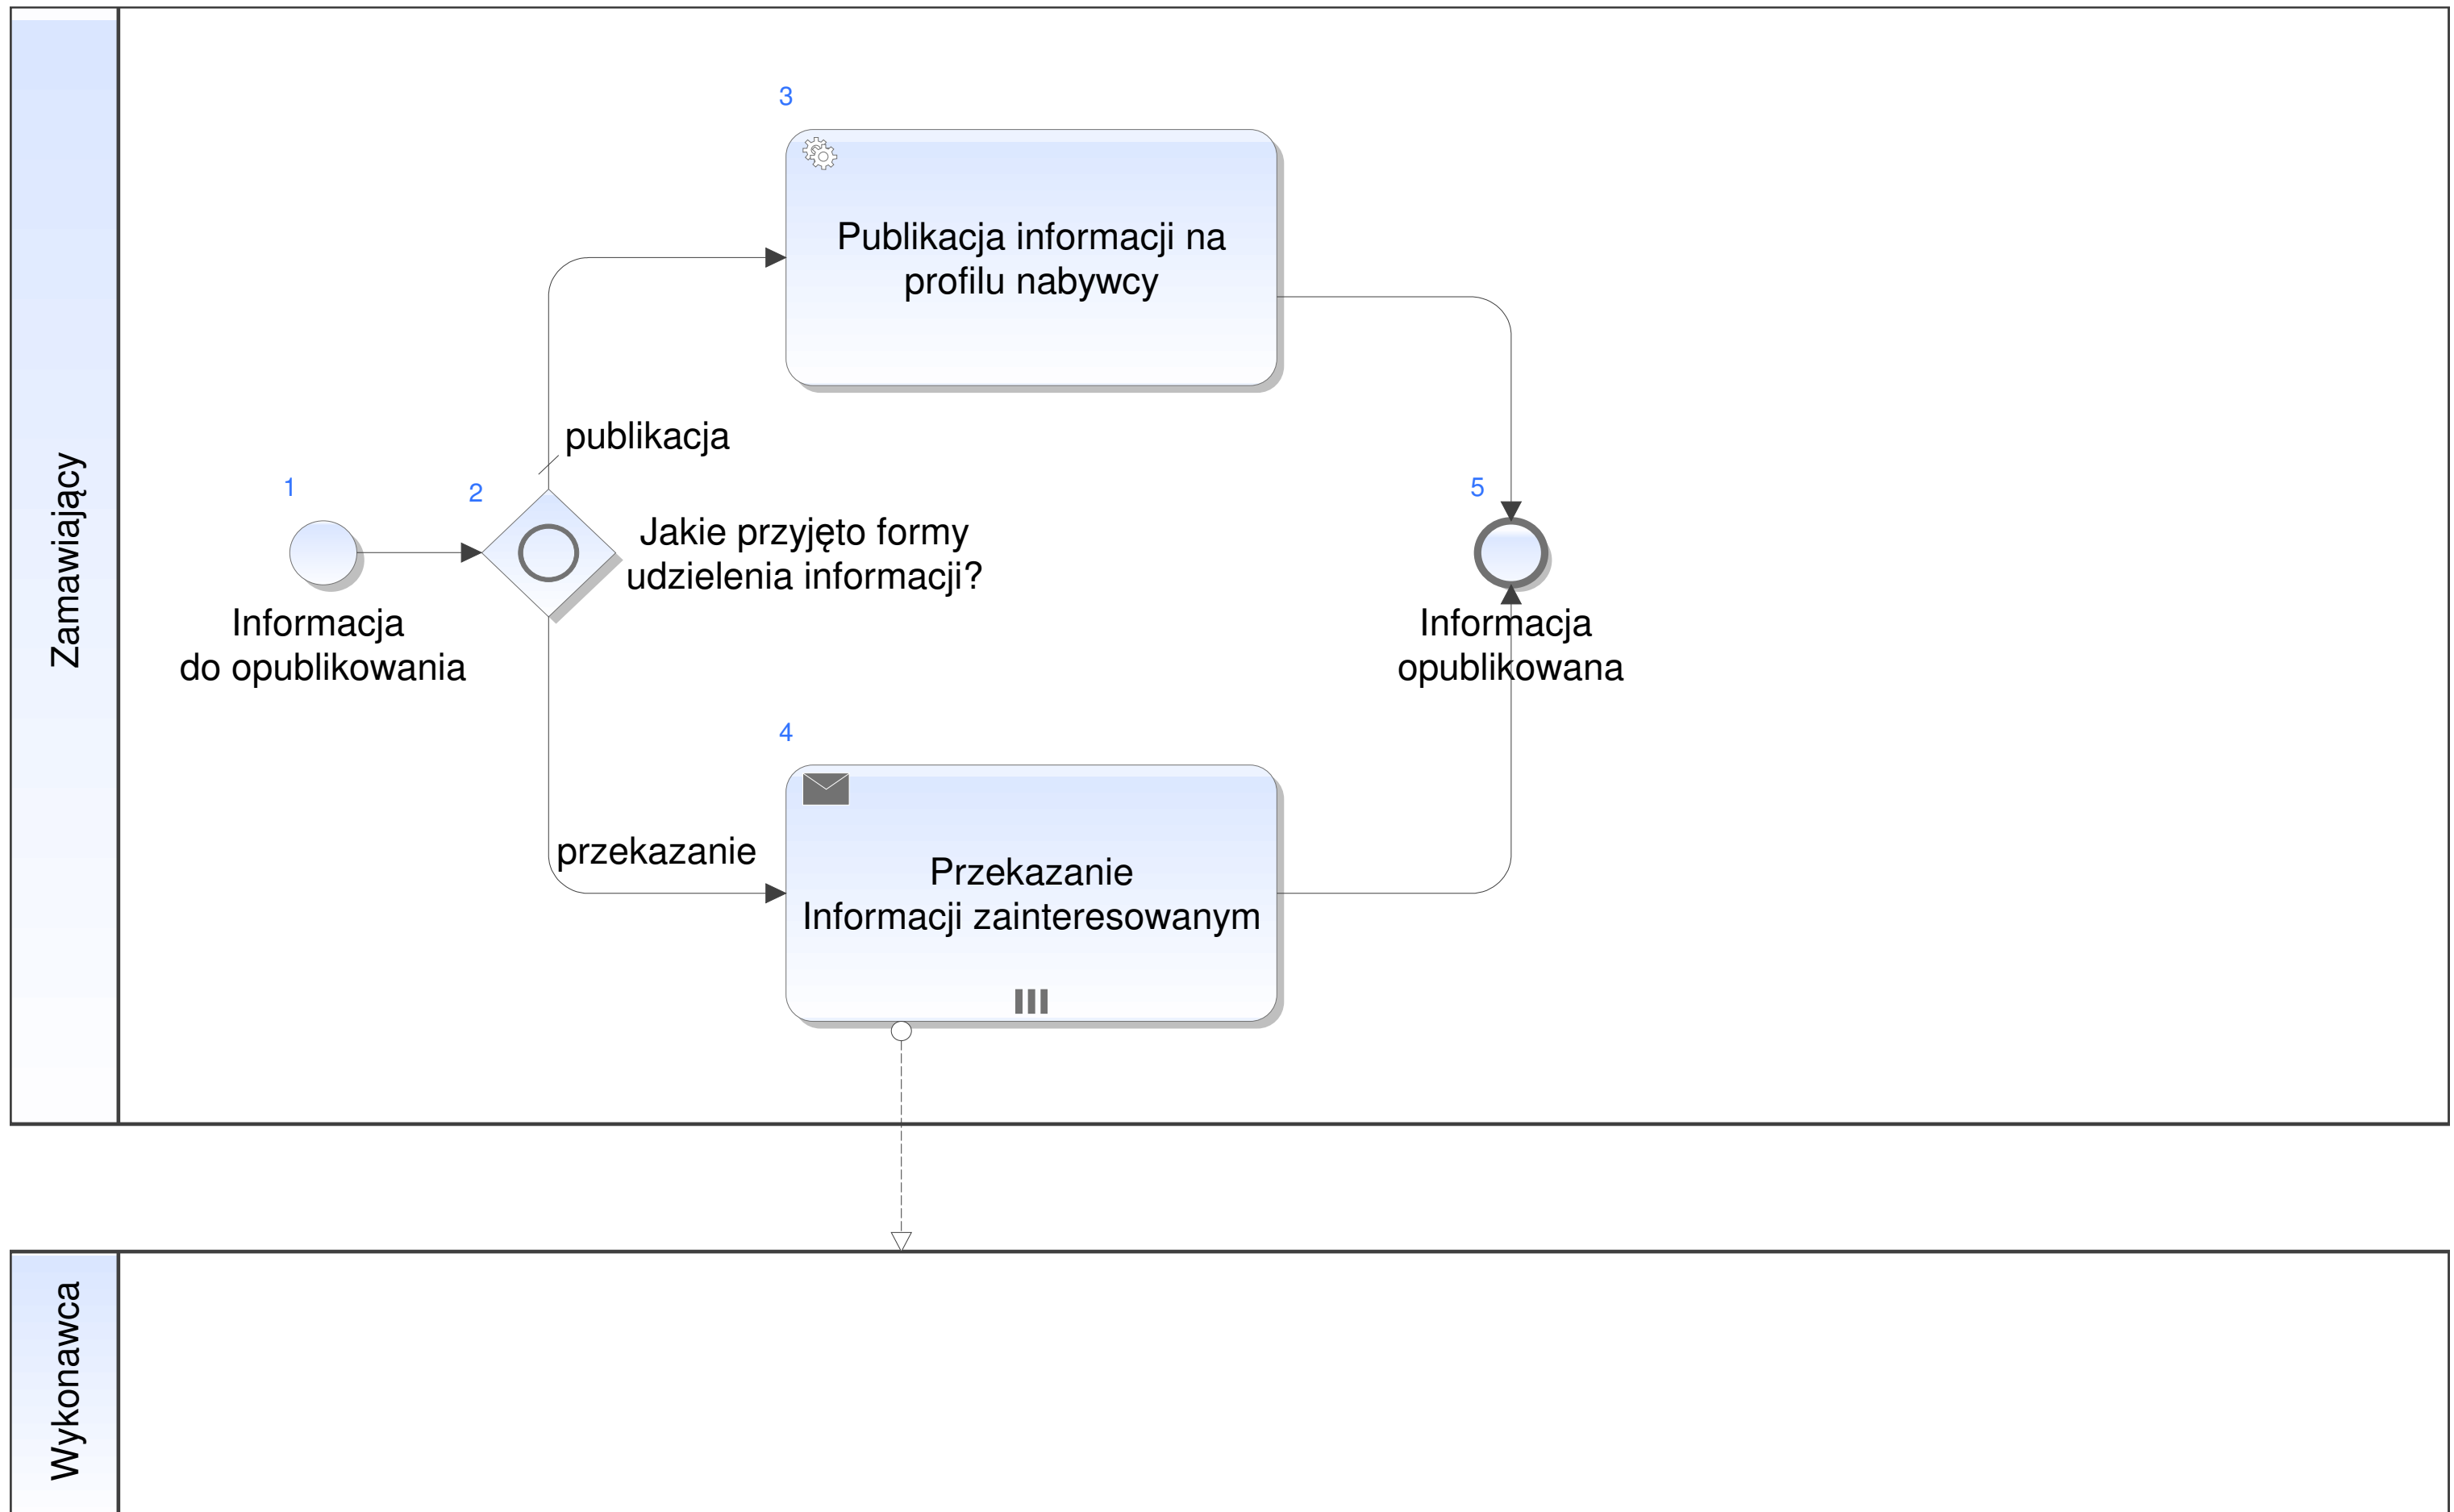 Zamawiający
3
Publikacja informacji na
profilu nabywcy
publikacja
1
2
5
Jakie przyjęto formy
udzielenia informacji?
Informacja
do opublikowania
Informacja
opublikowana
4
przekazanie
Przekazanie
Informacji zainteresowanym
Wykonawca